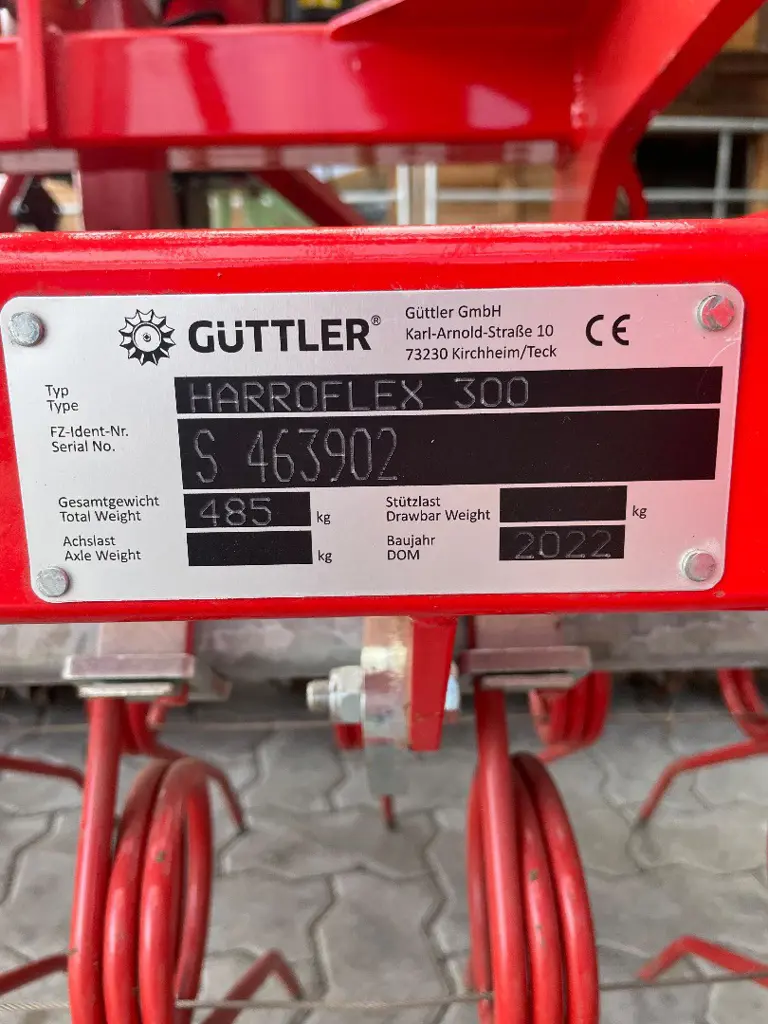 GÜTTLER®
Güttler GmbH
Karl-Arnold-Straße 10
73230 Kirchheim/Teck
CE
Typ
Type
HARROFLEX 300
FZ-Ident-Nr.
Serial No.
S 463902
Gesamtgewicht
Total Weight
485 kg
Stützlast
Drawbar Weight
kg
Achslast
Axle Weight
kg
Baujahr
DOM
2022